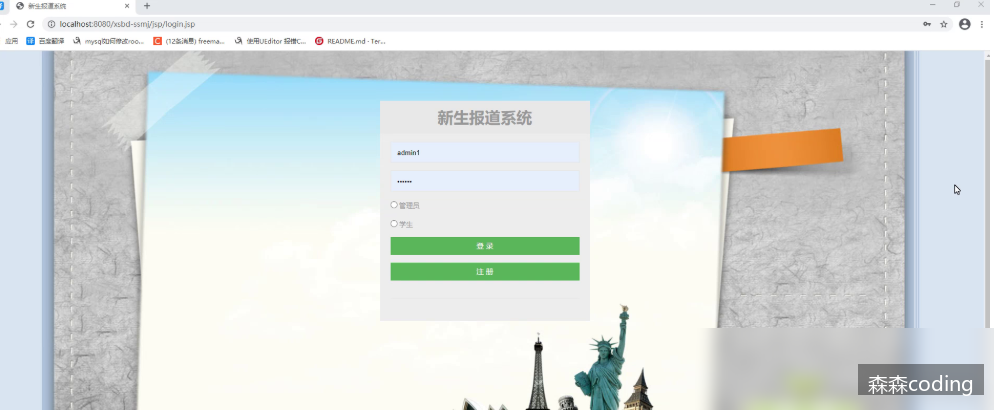 新生报道系统
localhost:8080/xsbd-ssmj/jsp/login.jsp
应用 百度翻译 mysql如何修改roo... (12条消息) freema... 使用UEditor 报错C... README.md · Ter...
新生报道系统
admin1
管理员
学生
登录
注册
森森coding